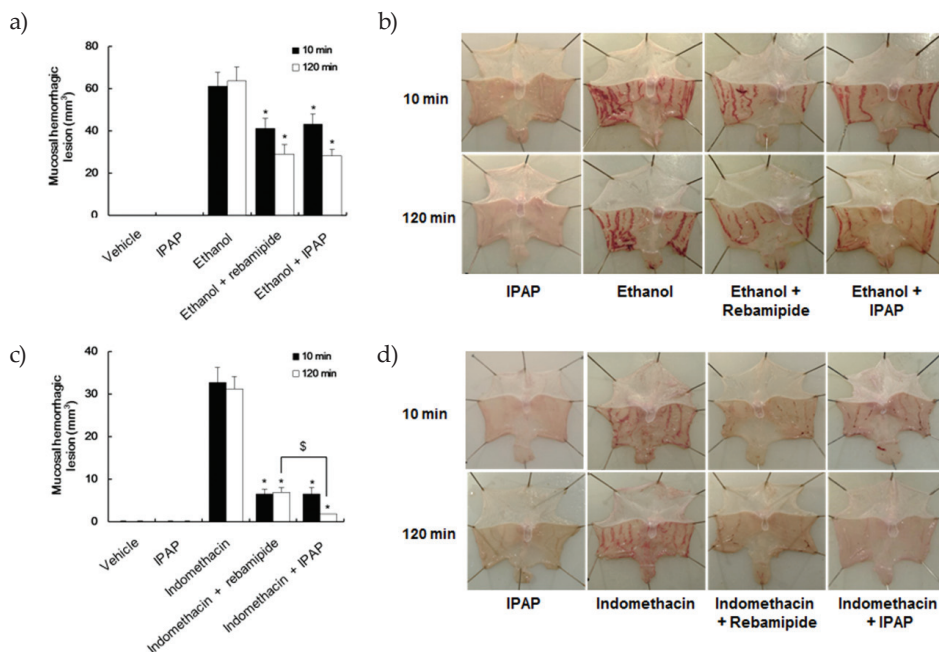 a)
80
60
40
20
0
Mucosal hemorrhagic
lesion (mm³)
10 min
120 min
*
*
*
*
Vehicle
IPAP
Ethanol
Ethanol + rebamipide
Ethanol + IPAP
b)
10 min
120 min
IPAP
Ethanol
Ethanol +
Rebamipide
Ethanol +
IPAP
c)
40
30
20
10
0
Mucosal hemorrhagic
lesion (mm³)
10 min
120 min
$
*
*
*
*
Vehicle
IPAP
Indomethacin
Indomethacin + rebamipide
Indomethacin + IPAP
d)
10 min
120 min
IPAP
Indomethacin
Indomethacin
+ Rebamipide
Indomethacin
+ IPAP